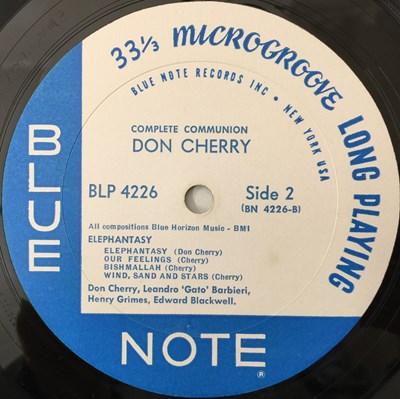 33⅓ MICROGROOVE LONG PLAYING
BLUE NOTE RECORDS INC • NEW YORK USA
COMPLETE COMMUNION
DON CHERRY
BLP 4226
Side 2
(BN 4226-B)
All compositions Blue Horizon Music - BMI
ELEPHANTASY
ELEPHANTASY (Don Cherry)
OUR FEELINGS (Cherry)
BISHMALLAH (Cherry)
WIND, SAND AND STARS (Cherry)
Don Cherry, Leandro 'Gato' Barbieri,
Henry Grimes, Edward Blackwell.
BLUE
NOTE
®